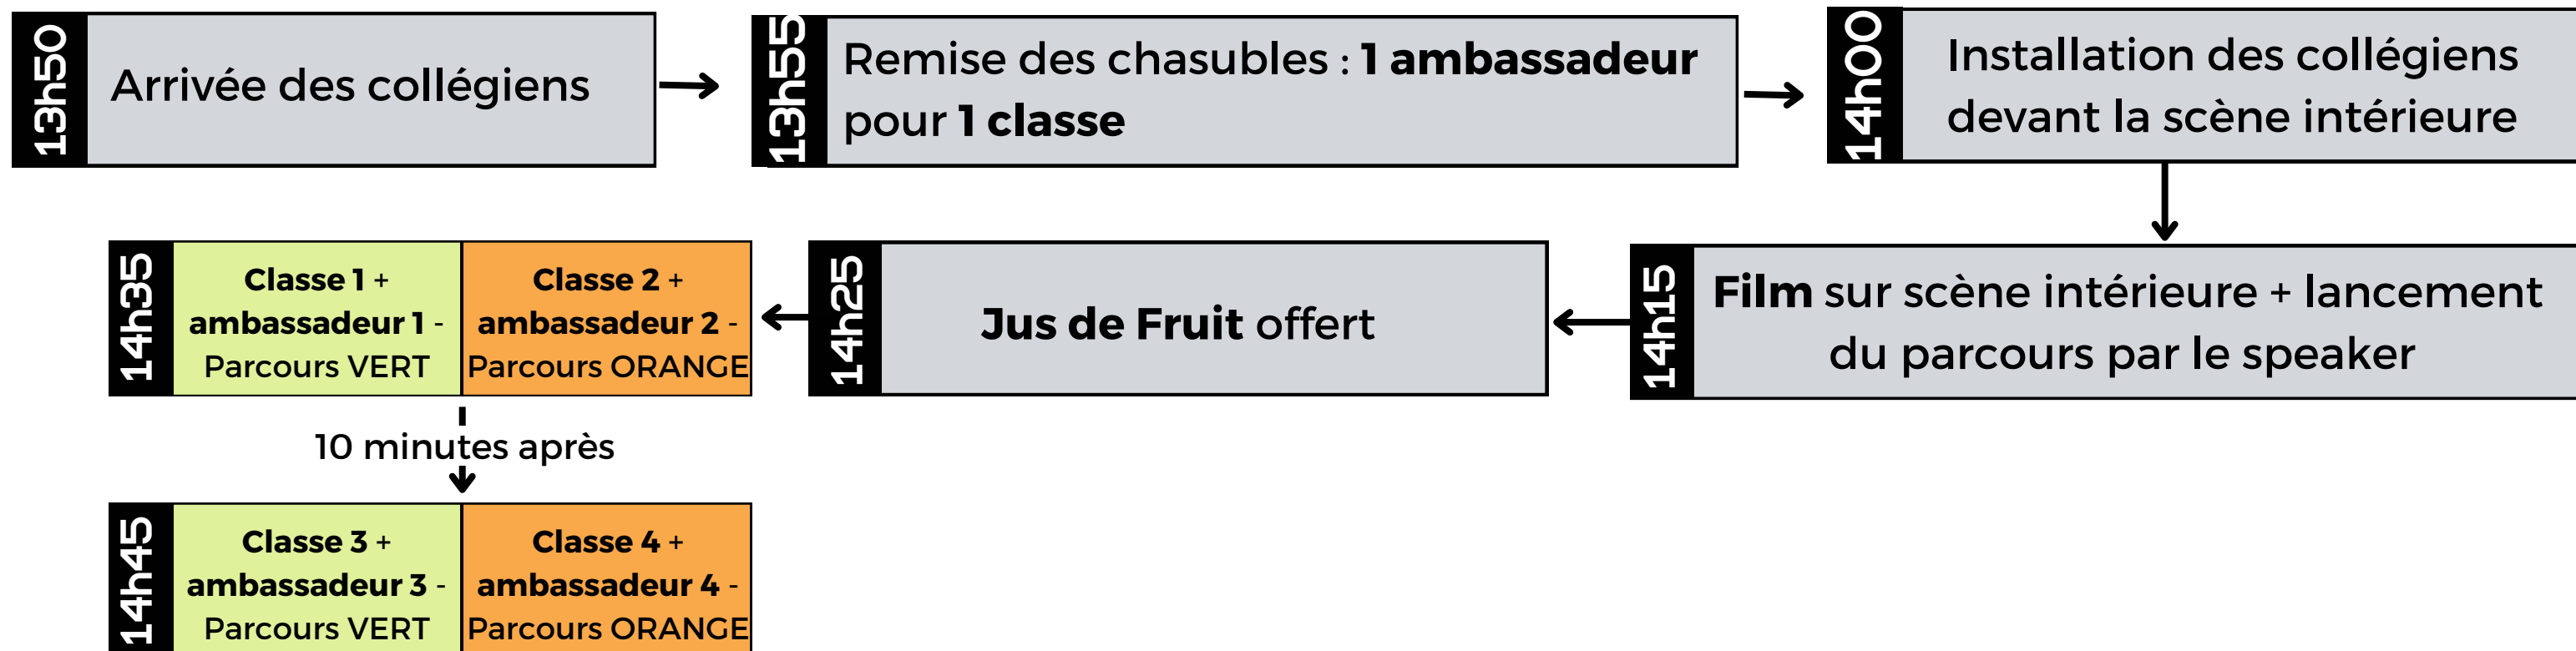 13h50
Arrivée des collégiens
13h55
Remise des chasubles : 1 ambassadeur
pour 1 classe
14h00
Installation des collégiens
devant la scène intérieure
14h15
Film sur scène intérieure + lancement
du parcours par le speaker
14h25
Jus de Fruit offert
14h35
Classe 1 +
ambassadeur 1 -
Parcours VERT
Classe 2 +
ambassadeur 2 -
Parcours ORANGE
10 minutes après
14h45
Classe 3 +
ambassadeur 3 -
Parcours VERT
Classe 4 +
ambassadeur 4 -
Parcours ORANGE